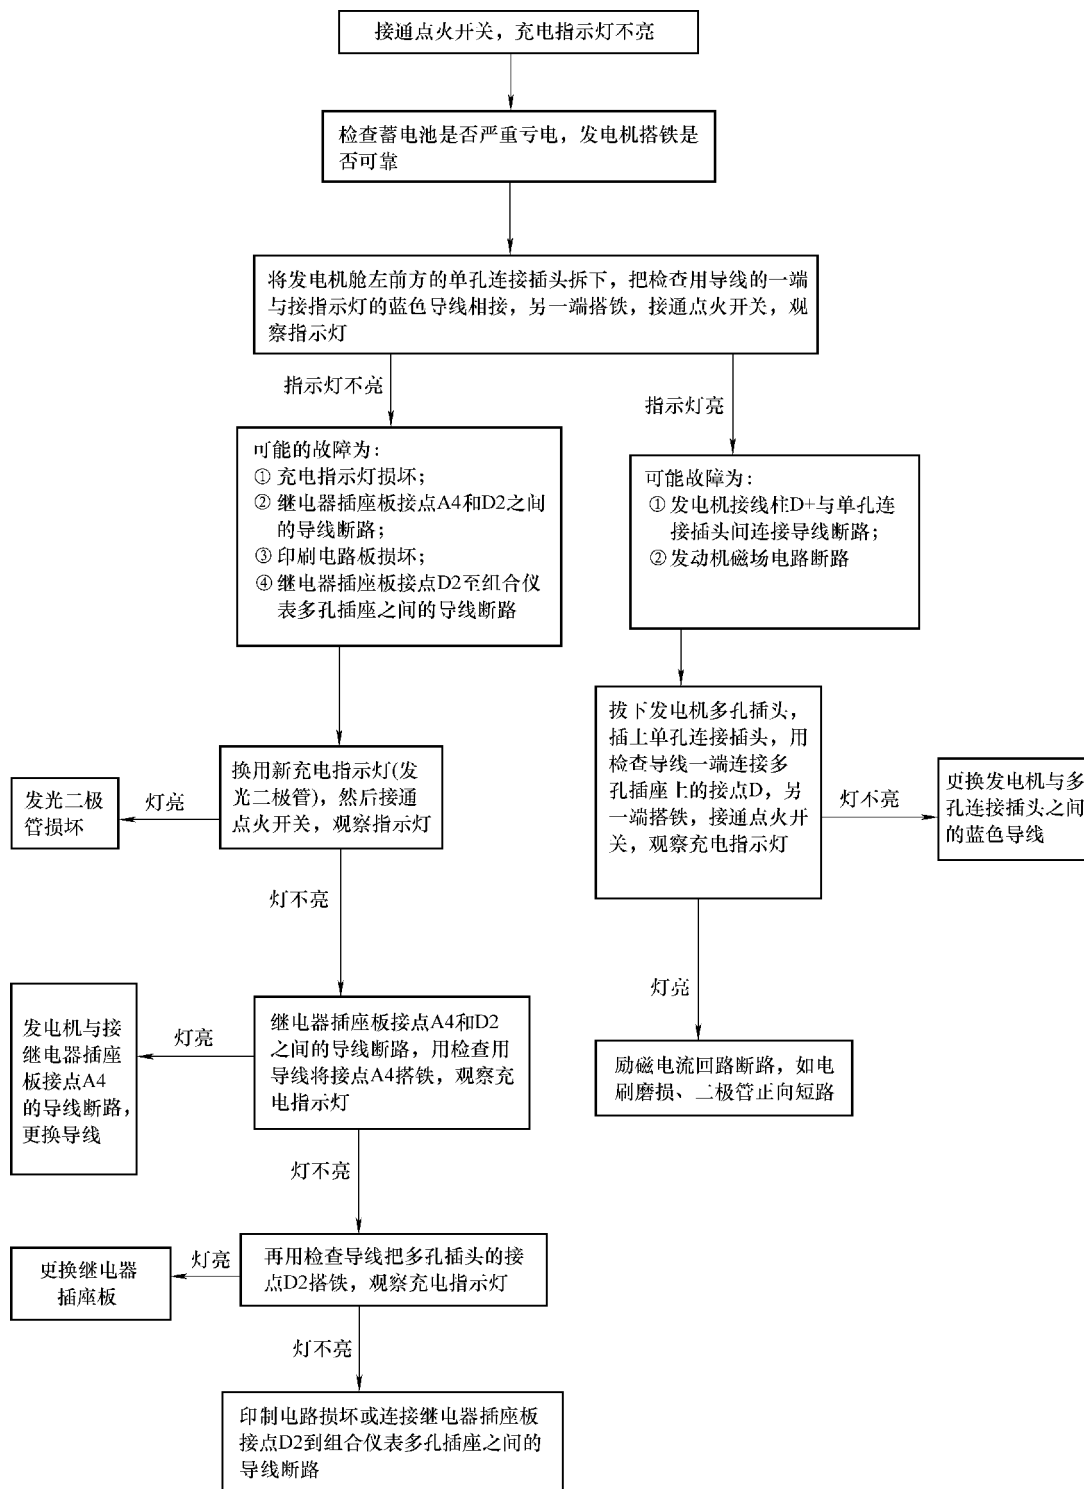 接通点火开关，充电指示灯不亮
检查蓄电池是否严重亏电，发电机搭铁是
否可靠
将发电机舱左前方的单孔连接插头拆下，把检查用导线的一端
与接指示灯的蓝色导线相接，另一端搭铁，接通点火开关，观
察指示灯
指示灯不亮
指示灯亮
可能的故障为：
① 充电指示灯损坏；
② 继电器插座板接点A4和D2之间
的导线断路；
③ 印刷电路板损坏；
④ 继电器插座板接点D2至组合仪
表多孔插座之间的导线断路
可能故障为：
① 发电机接线柱D+与单孔连
接插头间连接导线断路；
② 发动机磁场电路断路
换用新充电指示灯(发
光二极管)，然后接通
点火开关，观察指示灯
灯亮
发光二极
管损坏
拨下发电机多孔插头，
插上单孔连接插头，用
检查导线一端连接多
孔插座上的接点D，另
一端搭铁，接通点火开
关，观察充电指示灯
灯不亮
更换发电机与多
孔连接插头之间
的蓝色导线
灯不亮
灯亮
继电器插座板接点A4和D2
之间的导线断路，用检查用
导线将接点A4搭铁，观察充
电指示灯
灯亮
发电机与接
继电器插座
板接点A4
的导线断路，
更换导线
励磁电流回路断路，如电
刷磨损、二极管正向短路
灯不亮
再用检查导线把多孔插头的接
点D2搭铁，观察充电指示灯
灯亮
更换继电器
插座板
灯不亮
印制电路损坏或连接继电器插座板
接点D2到组合仪表多孔插座之间的
导线断路